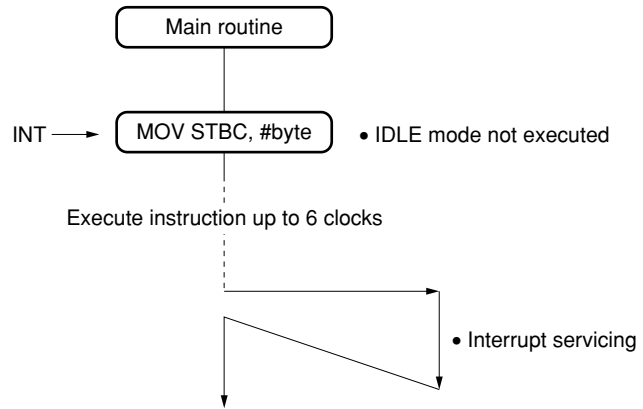 Main routine
INT
MOV STBC, #byte
• IDLE mode not executed
Execute instruction up to 6 clocks
• Interrupt servicing